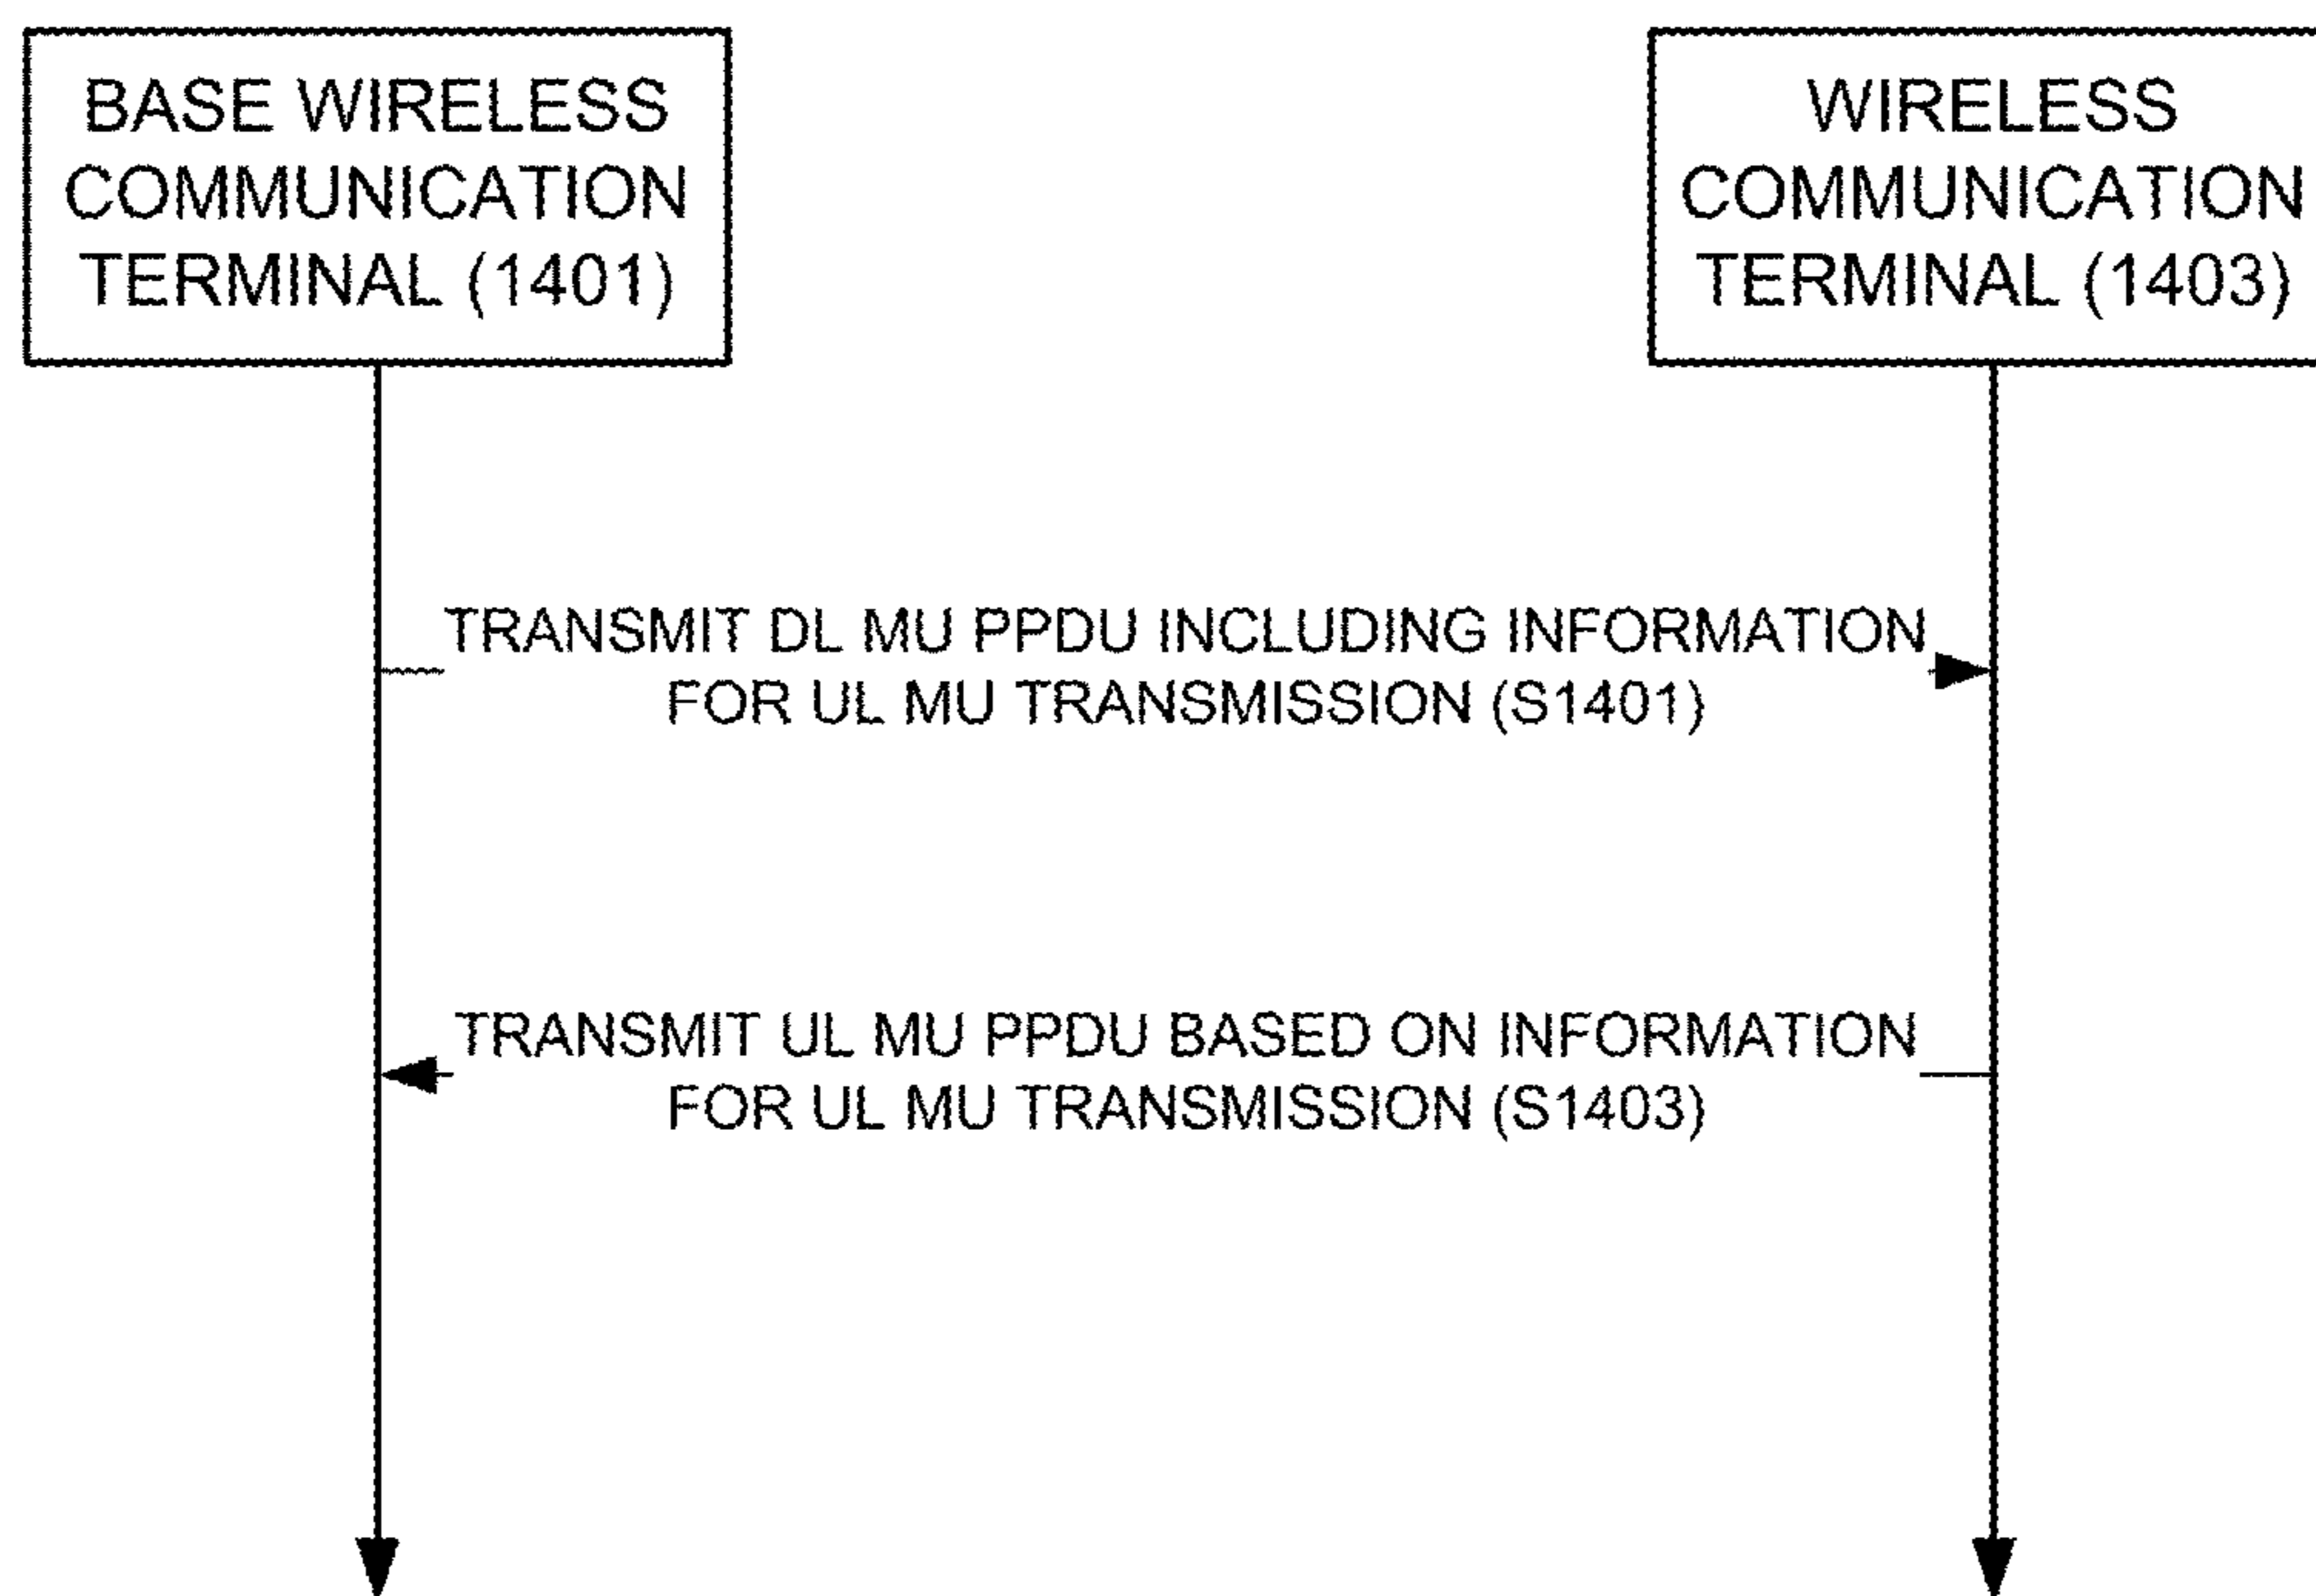 BASE WIRELESS
COMMUNICATION
TERMINAL (1401)
WIRELESS
COMMUNICATION
TERMINAL (1403)
TRANSMIT DL MU PPDU INCLUDING INFORMATION
FOR UL MU TRANSMISSION (S1401)
TRANSMIT UL MU PPDU BASED ON INFORMATION
FOR UL MU TRANSMISSION (S1403)